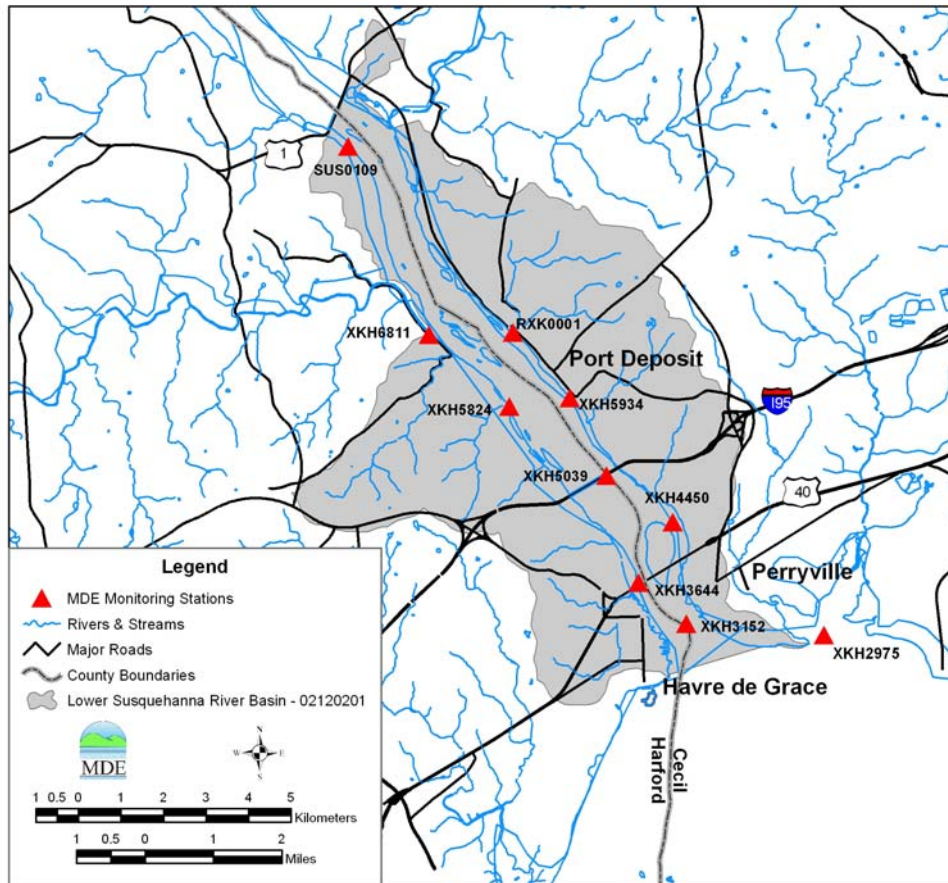 1
SUS0109
XKH6811
RXK0001
Port Deposit
XKH5824
XKH5934
I95
XKH5039
XKH4450
40
Perryville
XKH3644
XKH3152
XKH2975
Havre de Grace
Cecil
Harford
Legend
MDE Monitoring Stations
Rivers & Streams
Major Roads
County Boundaries
Lower Susquehanna River Basin - 02120201
MDE
N
W E
S
1 0.5 0 1 2 3 4 5
Kilometers
1 0.5 0 1 2
Miles